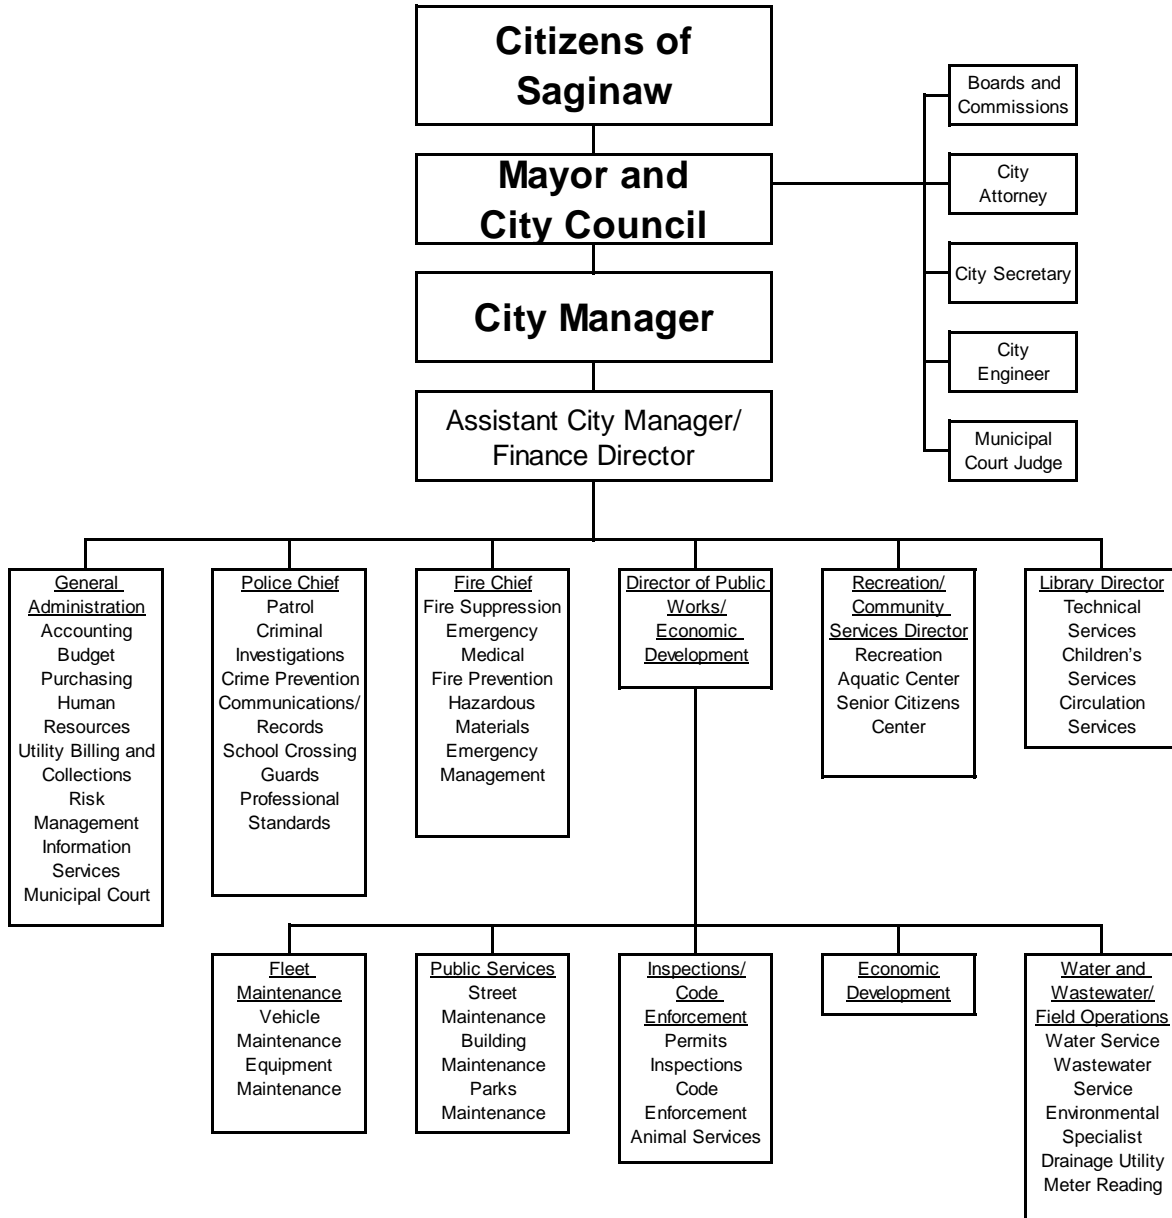 Citizens of
Saginaw
Boards and
Commissions
Mayor and
City Council
City
Attorney
City Secretary
City Manager
City
Engineer
Assistant City Manager/
Finance Director
Municipal
Court Judge
General
Administration
Accounting
Budget
Purchasing
Human
Resources
Utility Billing and
Collections
Risk
Management
Information
Services
Municipal Court
Police Chief
Patrol
Criminal
Investigations
Crime Prevention
Communications/
Records
School Crossing
Guards
Professional
Standards
Fire Chief
Fire Suppression
Emergency
Medical
Fire Prevention
Hazardous
Materials
Emergency
Management
Director of Public
Works/
Economic
Development
Recreation/
Community
Services Director
Recreation
Aquatic Center
Senior Citizens
Center
Library Director
Technical
Services
Children's
Services
Circulation
Services
Fleet
Maintenance
Vehicle
Maintenance
Equipment
Maintenance
Public Services
Street
Maintenance
Building
Maintenance
Parks
Maintenance
Inspections/
Code
Enforcement
Permits
Inspections
Code
Enforcement
Animal Services
Economic
Development
Water and
Wastewater/
Field Operations
Water Service
Wastewater
Service
Environmental
Specialist
Drainage Utility
Meter Reading